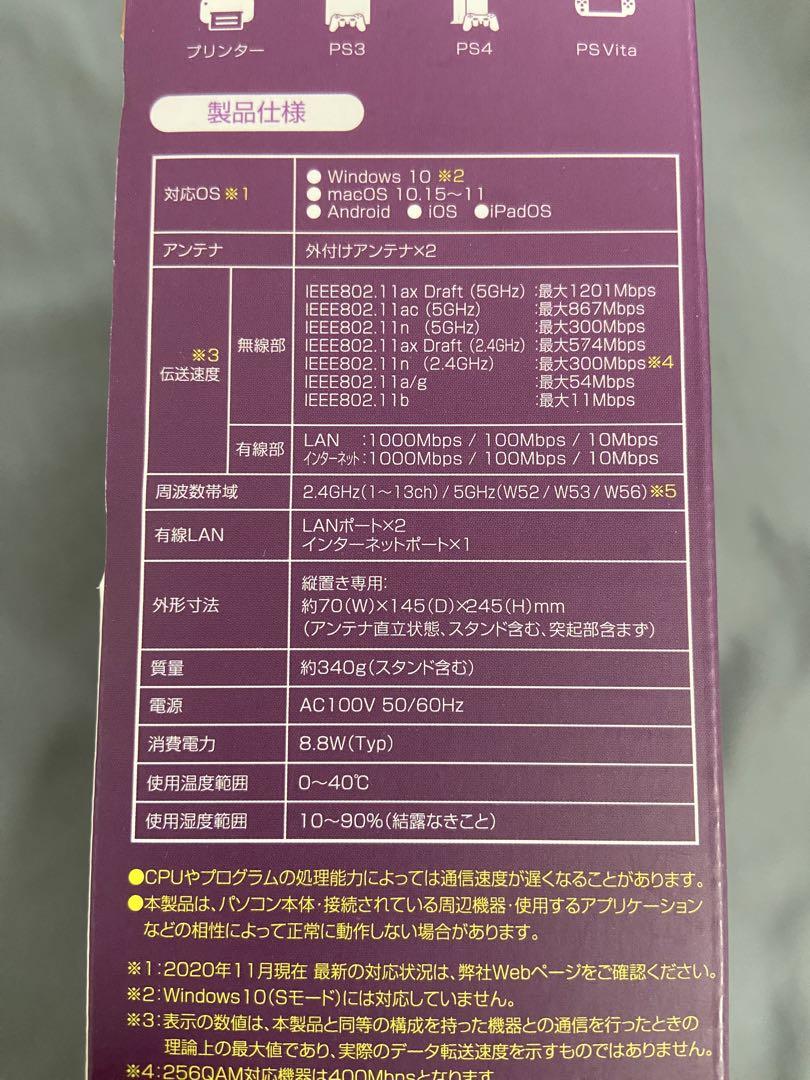 プリンター PS3 PS4 PS Vita
製品仕様
対応OS※1
● Windows 10 ※2
● macOS 10.15〜11
● Android ● iOS ●iPadOS
アンテナ 外付けアンテナ×2
※3
伝送速度
無線部
IEEE802.11ax Draft (5GHz) :最大1201Mbps
IEEE802.11ac (5GHz) :最大867Mbps
IEEE802.11n (5GHz) :最大300Mbps
IEEE802.11ax Draft (2.4GHz) :最大574Mbps
IEEE802.11n (2.4GHz) :最大300Mbps※4
IEEE802.11a/g :最大54Mbps
IEEE802.11b :最大11Mbps
有線部
LAN :1000Mbps / 100Mbps / 10Mbps
インターネット:1000Mbps / 100Mbps / 10Mbps
周波数帯域 2.4GHz(1〜13ch) / 5GHz(W52 / W53 / W56)※5
有線LAN
LANポート×2
インターネットポート×1
外形寸法
縦置き専用:
約70(W)×145(D)×245(H)mm
(アンテナ直立状態、スタンド含む、突起部含まず)
質量 約340g(スタンド含む)
電源 AC100V 50/60Hz
消費電力 8.8W(Typ)
使用温度範囲 0〜40℃
使用湿度範囲 10〜90%(結露なきこと)
●CPUやプログラムの処理能力によっては通信速度が遅くなることがあります。
●本製品は、パソコン本体・接続されている周辺機器・使用するアプリケーション
などの相性によって正常に動作しない場合があります。
※1:2020年11月現在 最新の対応状況は、弊社Webページをご確認ください。
※2:Windows10(Sモード)には対応していません。
※3:表示の数値は、本製品と同等の構成を持った機器との通信を行ったときの
理論上の最大値であり、実際のデータ転送速度を示すものではありません。
※4:256QAM対応機器は400Mbpsとなります